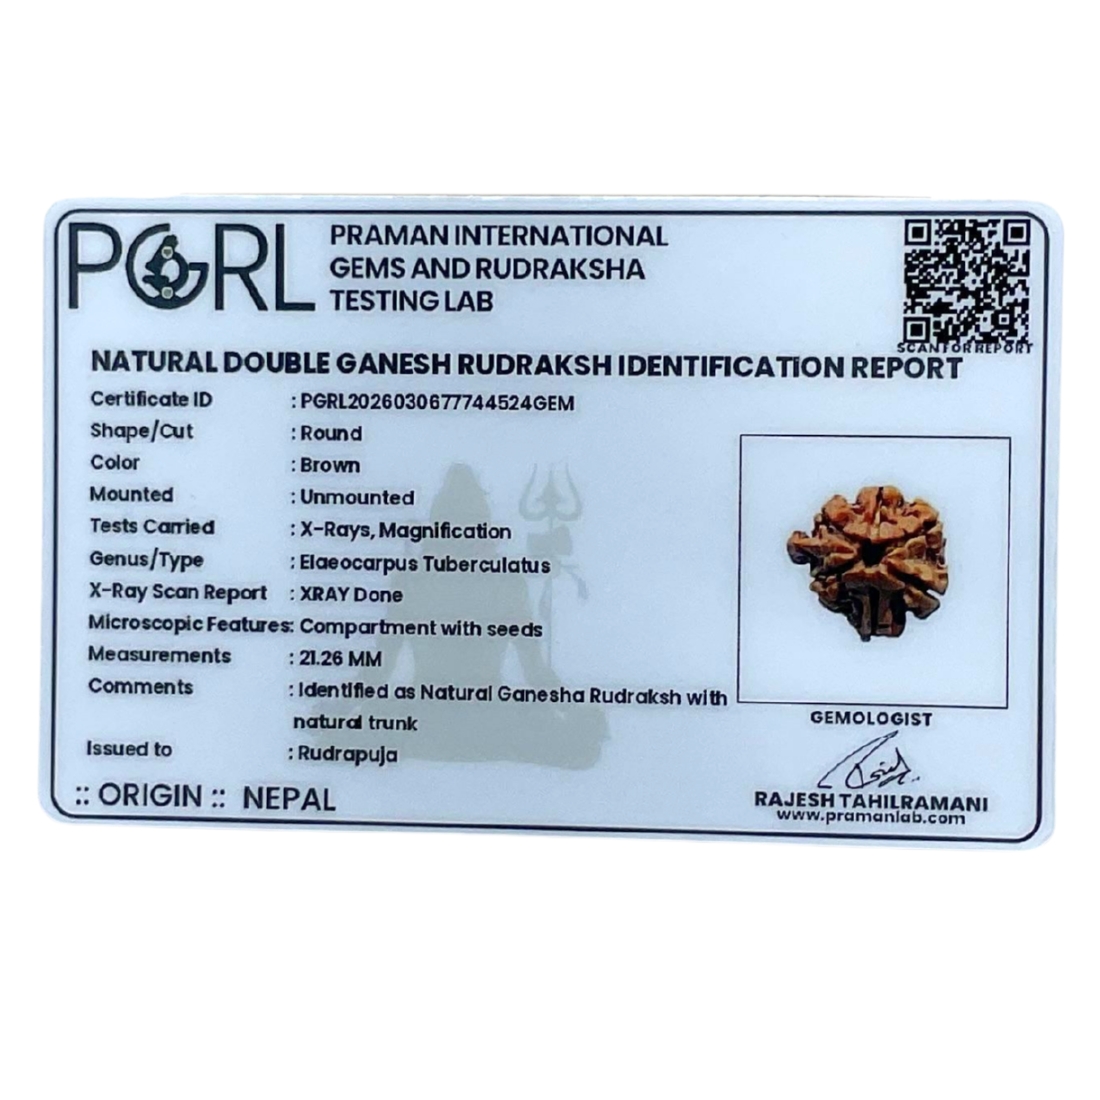 PGRL
PRAMAN INTERNATIONAL
GEMS AND RUDRAKSHA
TESTING LAB
SCAN FOR REPORT
NATURAL DOUBLE GANESH RUDRAKSH IDENTIFICATION REPORT
Certificate ID : PGRL2026030677744524GEM
Shape/Cut : Round
Color : Brown
Mounted : Unmounted
Tests Carried : X-Rays, Magnification
Genus/Type : Elaeocarpus Tuberculatus
X-Ray Scan Report : XRAY Done
Microscopic Features: Compartment with seeds
Measurements : 21.26 MM
Comments : Identified as Natural Ganesha Rudraksh with
natural trunk
Issued to : Rudrapuja
:: ORIGIN :: NEPAL
GEMOLOGIST
RAJESH TAHILRAMANI
www.pramanlab.com